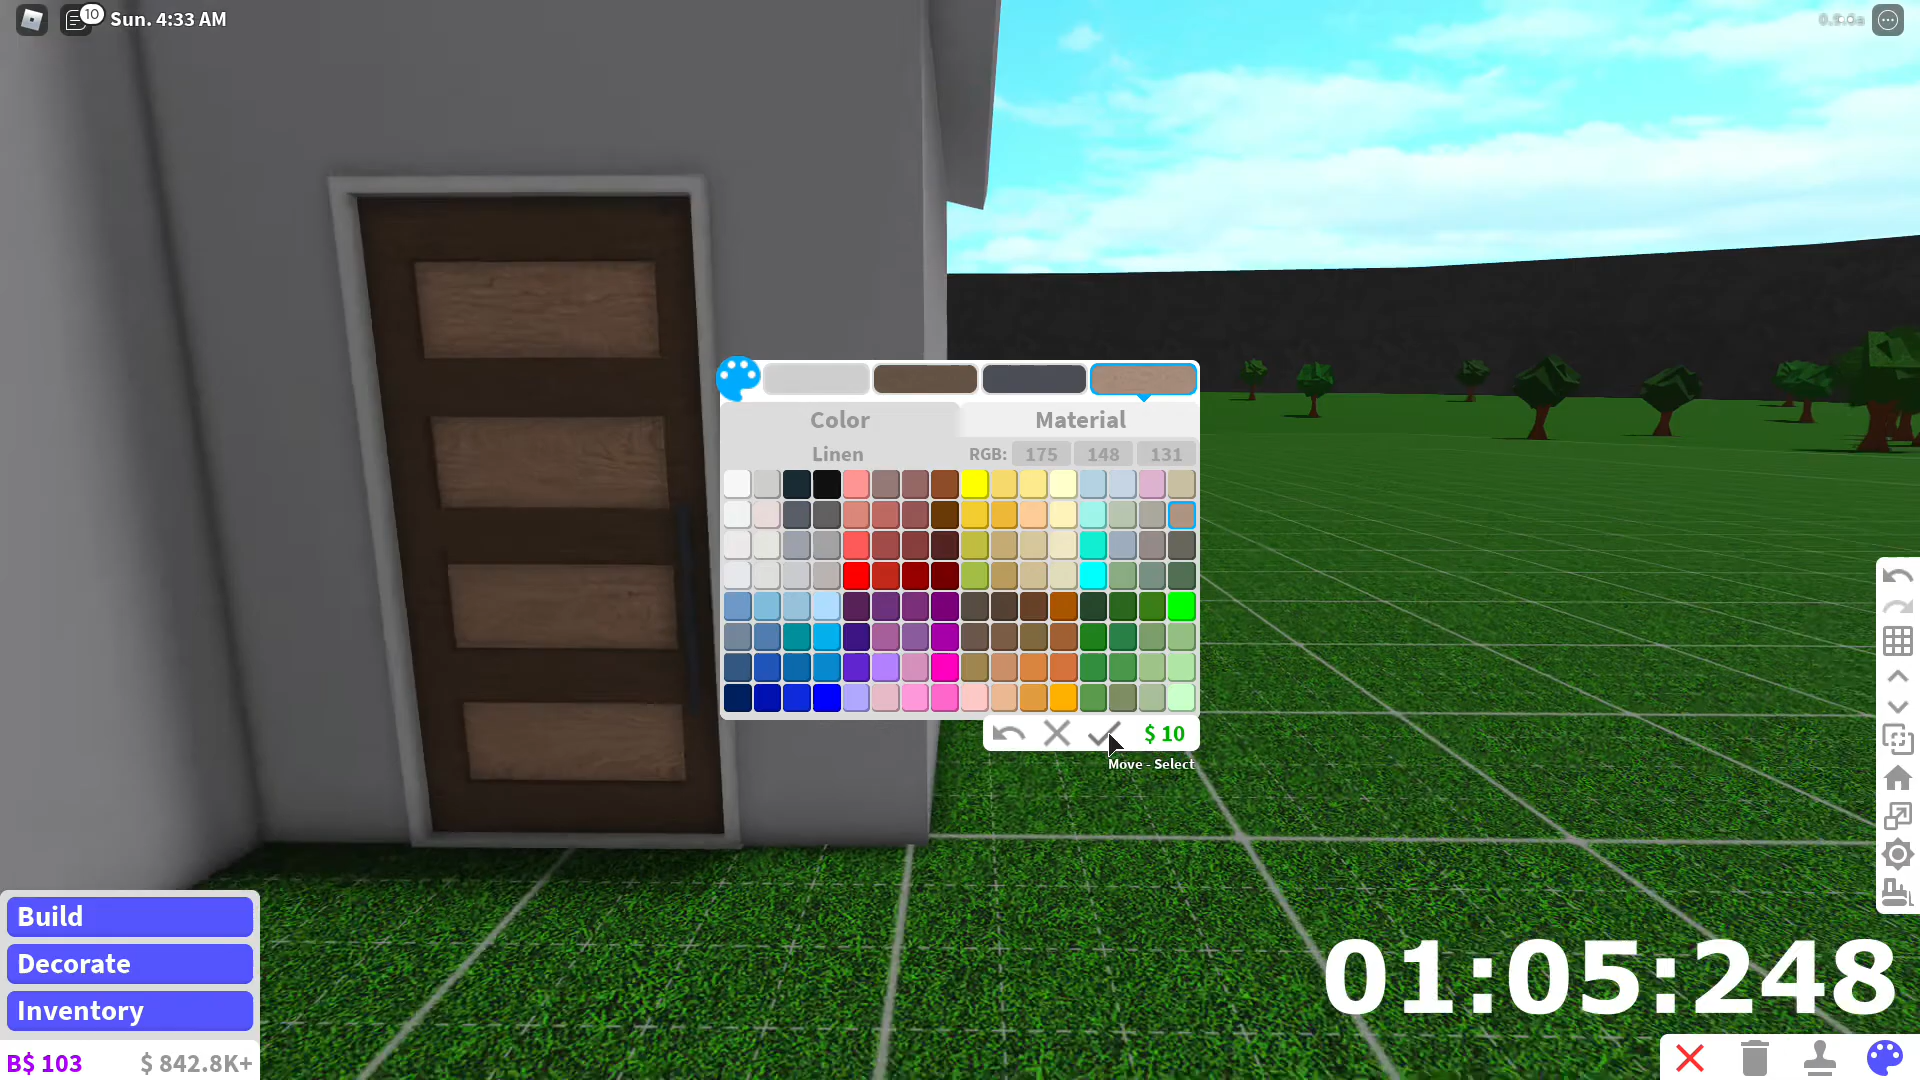 10
Sun. 4:33 AM
Color
Material
Linen
RGB: 175 148 131
$ 10
Move - Select
Build
Decorate
Inventory
B$ 103
$ 842.8K+
01:05:248